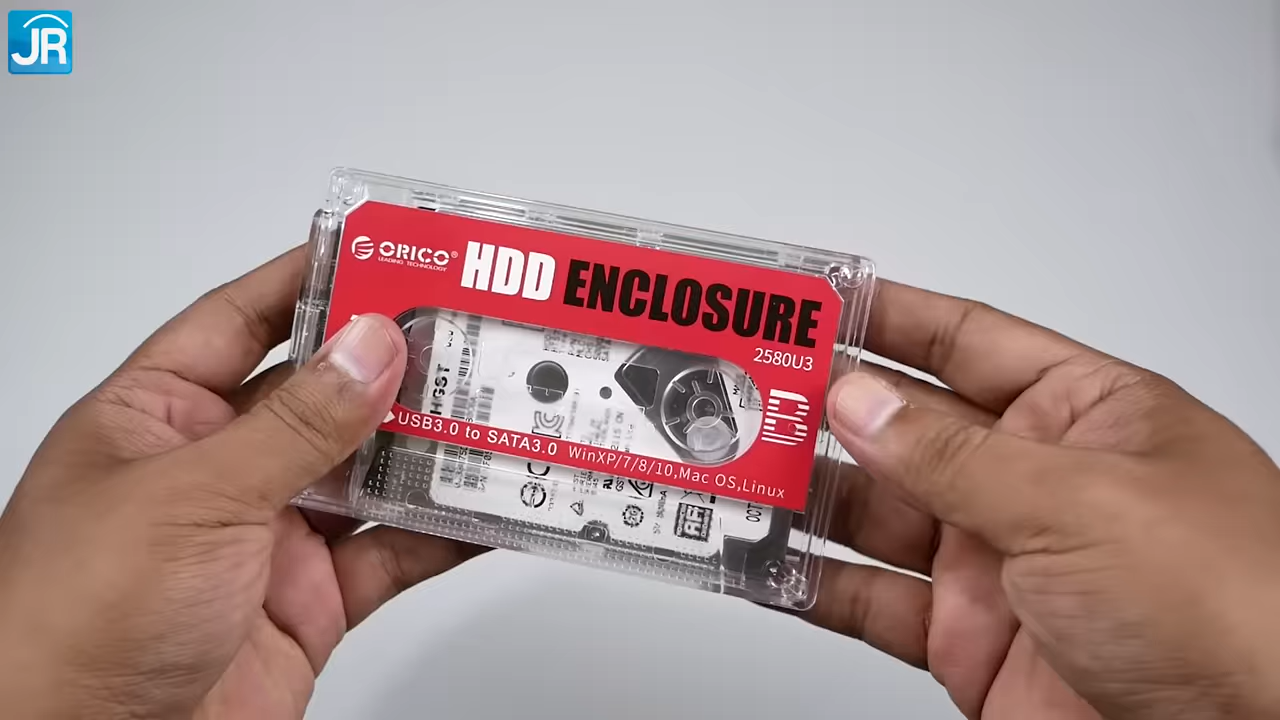 JR
ORICO®
LEADING TECHNOLOGY
HDD ENCLOSURE
2580U3
HGST
USB3.0 to SATA3.0
WinXP/7/8/10,Mac OS,Linux